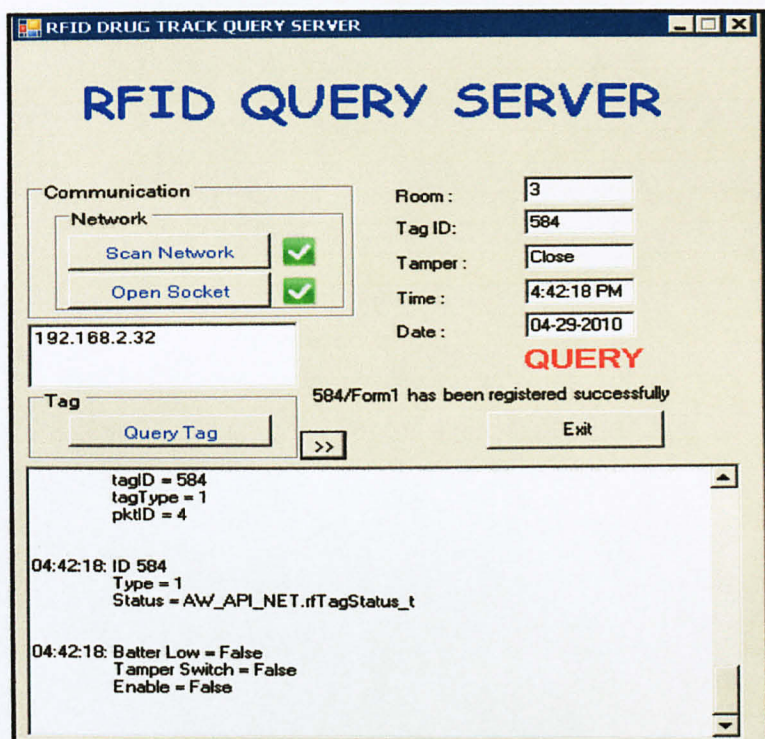 RFID DRUG TRACK QUERY SERVER
RFID QUERY SERVER
Communication
Network
Scan Network
Open Socket
192.168.2.32
Room : 3
Tag ID: 584
Tamper : Close
Time : 4:42:18 PM
Date : 04-29-2010
QUERY
584/Form1 has been registered successfully
Tag
Query Tag
>>
Exit
tagID = 584
tagType = 1
pktID = 4
04:42:18: ID 584
Type = 1
Status = AW_API_NET.rfTagStatus_t
04:42:18: Batter Low = False
Tamper Switch = False
Enable = False